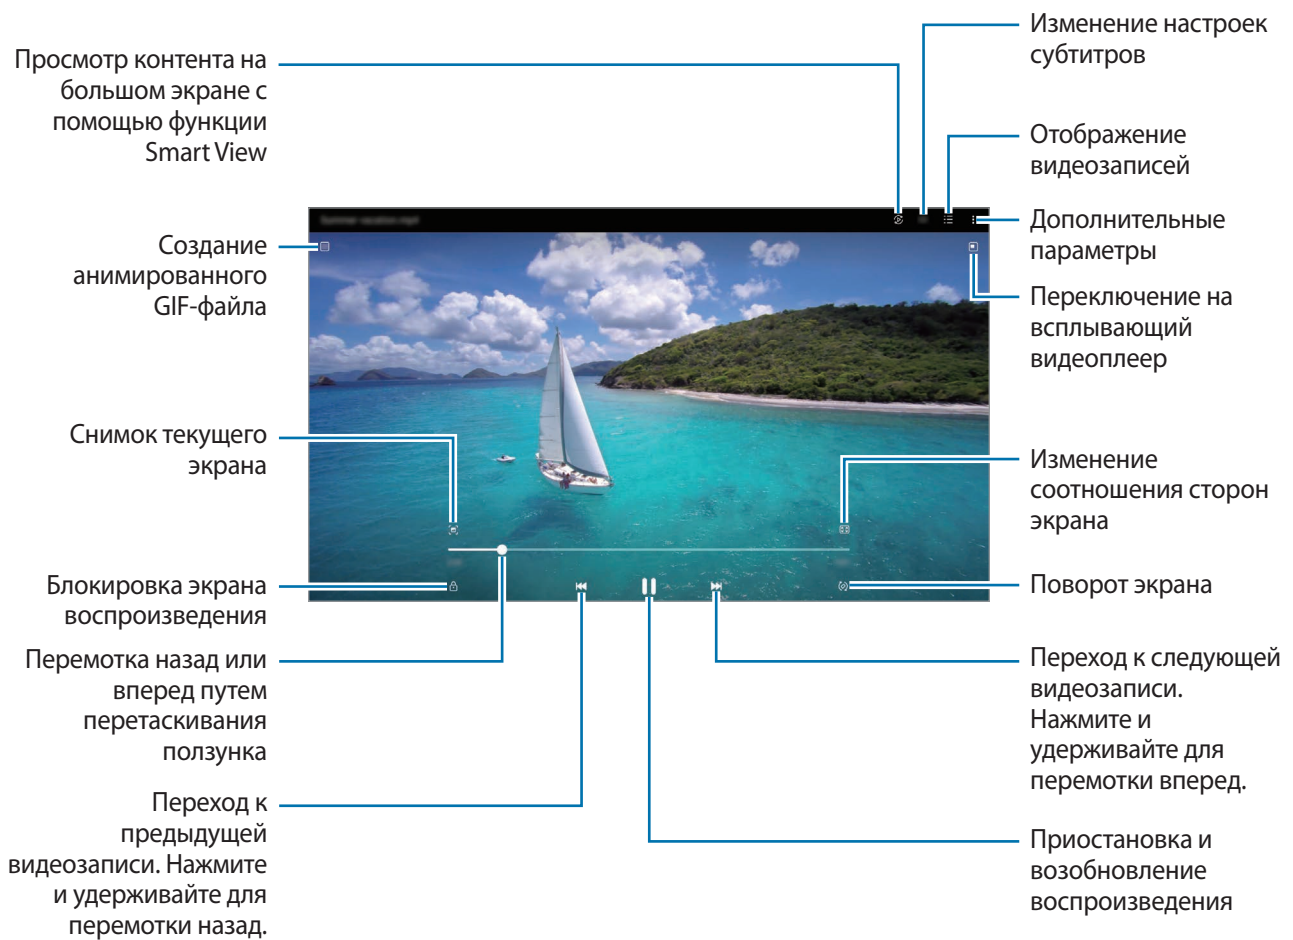 Просмотр контента на
большом экране с
помощью функции
Smart View
Создание
анимированного
GIF-файла
Снимок текущего
экрана
Блокировка экрана
воспроизведения
Перемотка назад или
вперед путем
перетаскивания
ползунка
Переход к
предыдущей
видеозаписи. Нажмите
и удерживайте для
перемотки назад.
Summer vacation.mp4
Изменение настроек
субтитров
Отображение
видеозаписей
Дополнительные
параметры
Переключение на
всплывающий
видеоплеер
Изменение
соотношения сторон
экрана
Поворот экрана
Переход к следующей
видеозаписи.
Нажмите и
удерживайте для
перемотки вперед.
Приостановка и
возобновление
воспроизведения